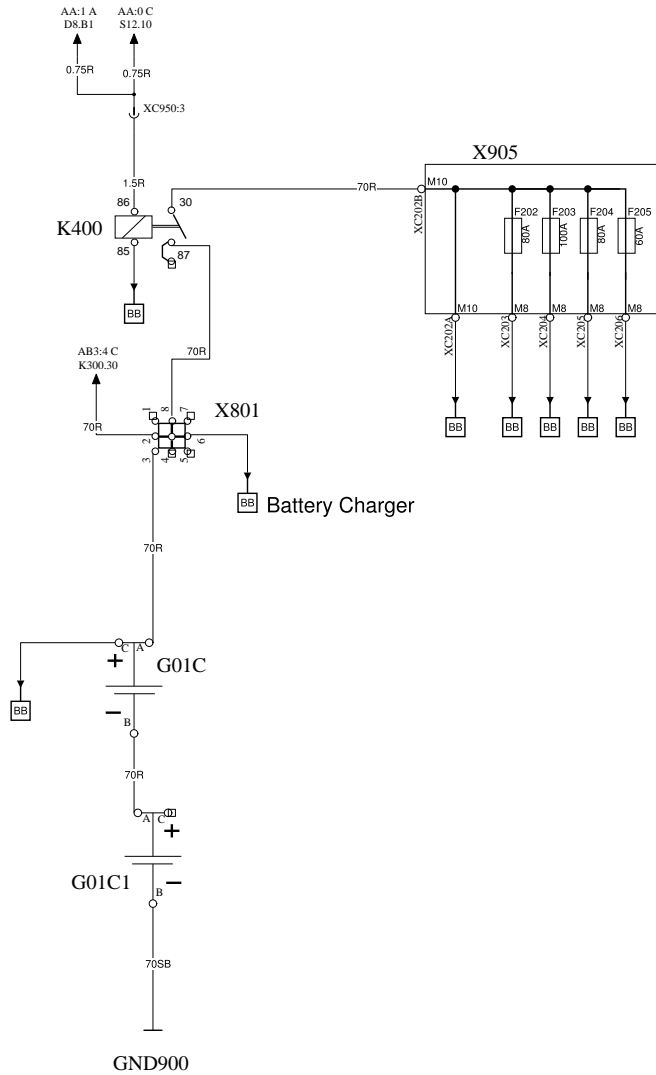 AA:1 A
D8.B1
AA:0 C
S12.10
0.75R
0.75R
XC950:3
1.5R
86
30
K400
85
87
BB
70R
X905
M10
XC202B
F202
80A
F203
100A
F204
80A
F205
60A
M10
M8
M8
M8
M8
XC202A
XC203
XC204
XC205
XC206
BB
BB
BB
BB
BB
70R
AB3:4 C
K300.30
70R
X801
1
8
7
2
6
3
4
5
BB
Battery Charger
70R
C
A
+
G01C
BB
−
B
70R
A
C
+
G01C1
−
B
70SB
GND900